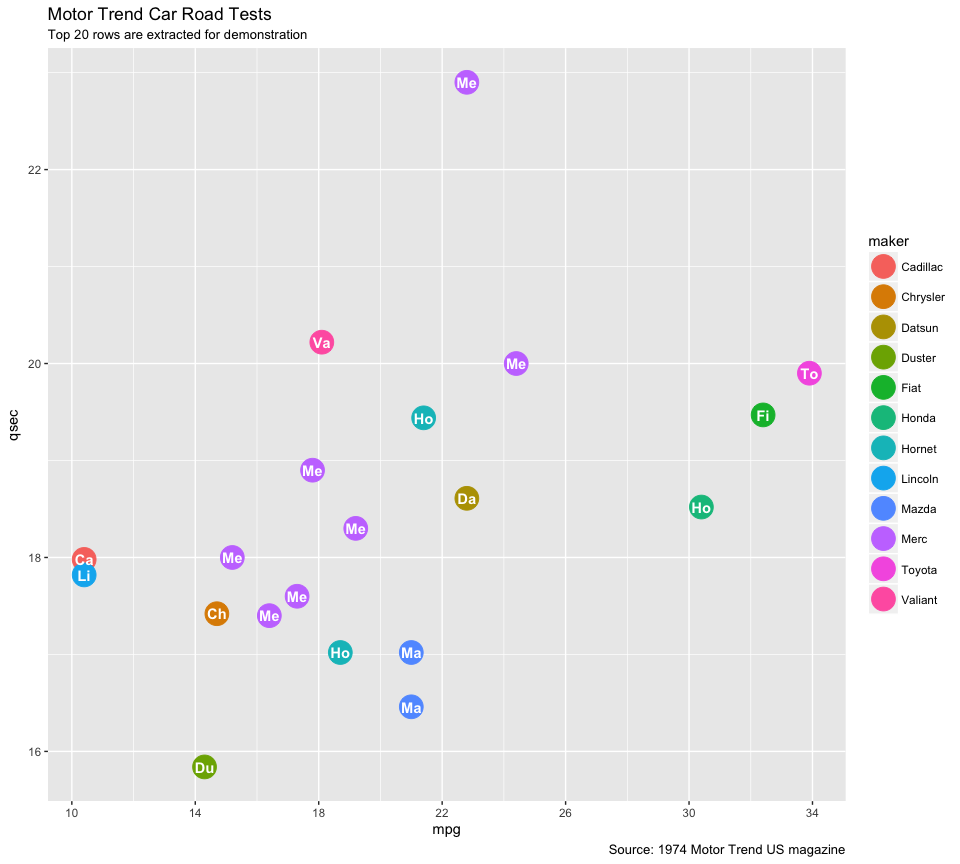 Motor Trend Car Road Tests
Top 20 rows are extracted for demonstration
Me
22
Va
20
Me
To
Ho
Fi
Me
Da
Ho
Me
18
Ca
Me
Li
Me
Ch
Me
Ho
Ma
Ma
16
Du
qsec
10 14 18 22 26 30 34
mpg
maker
Cadillac
Chrysler
Datsun
Duster
Fiat
Honda
Hornet
Lincoln
Mazda
Merc
Toyota
Valiant
Source: 1974 Motor Trend US magazine